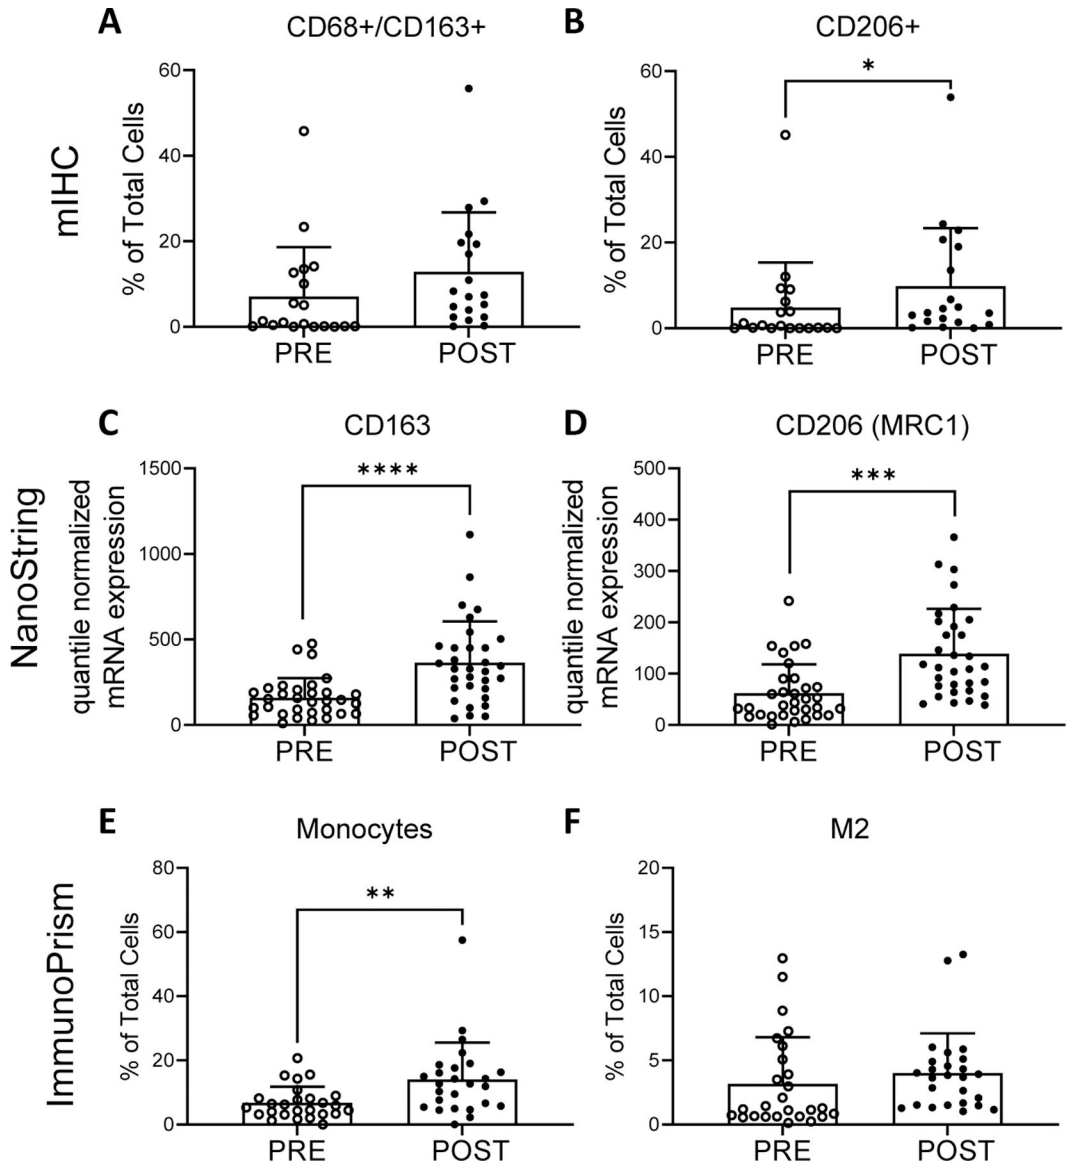 A
CD68+/CD163+
B
CD206+
mIHC
% of Total Cells
60
40
20
0
PRE
POST
% of Total Cells
60
40
20
0
*
PRE
POST
C
CD163
D
CD206 (MRC1)
NanoString
quantile normalized
mRNA expression
1500
1000
500
0
****
PRE
POST
quantile normalized
mRNA expression
500
400
300
200
100
0
***
PRE
POST
E
Monocytes
F
M2
ImmunoPrism
% of Total Cells
80
60
40
20
0
**
PRE
POST
% of Total Cells
20
15
10
5
0
PRE
POST